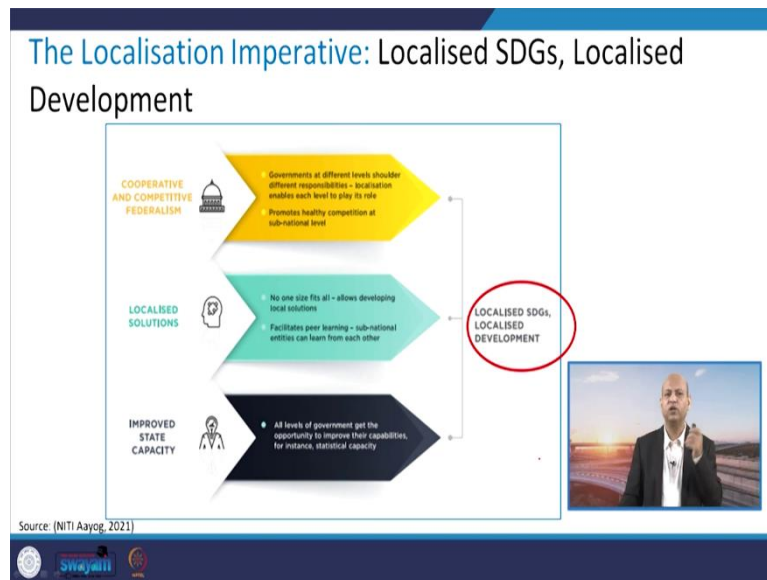 The Localisation Imperative: Localised SDGs, Localised
Development
COOPERATIVE
AND COMPETITIVE
FEDERALISM
Governments at different levels shoulder
different responsibilities – localisation
enables each level to play its role
Promotes healthy competition at
sub-national level
LOCALISED
SOLUTIONS
No one size fits all – allows developing
local solutions
Facilitates peer learning – sub-national
entities can learn from each other
IMPROVED
STATE
CAPACITY
All levels of government get the
opportunity to improve their capabilities,
for instance, statistical capacity
LOCALISED SDGs,
LOCALISED
DEVELOPMENT
Source: (NITI Aayog, 2021)
swayam